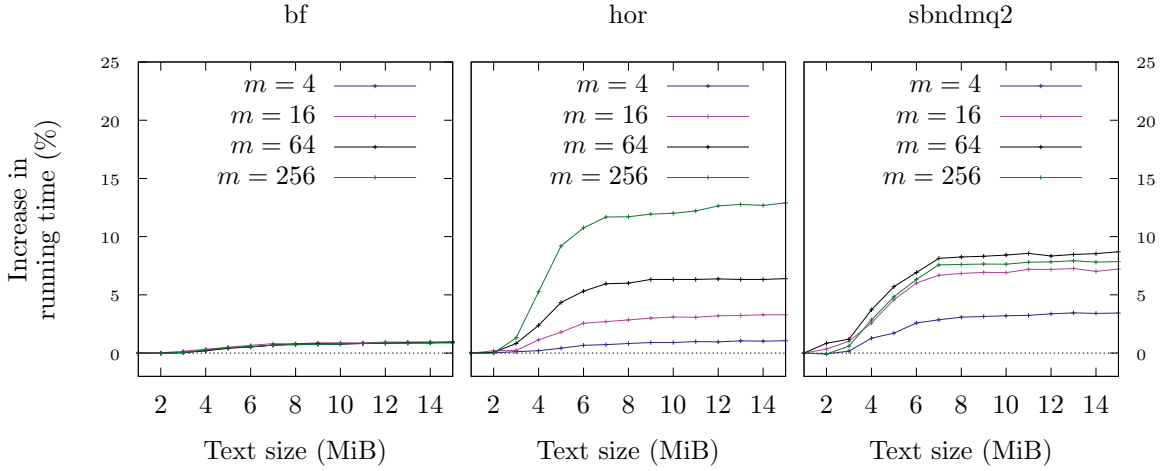 bf
hor
sbndmq2
Increase in
running time (%)
25
20
15
10
5
0
m = 4
m = 16
m = 64
m = 256
2 4 6 8 10 12 14
Text size (MiB)
m = 4
m = 16
m = 64
m = 256
2 4 6 8 10 12 14
Text size (MiB)
m = 4
m = 16
m = 64
m = 256
2 4 6 8 10 12 14
Text size (MiB)
25
20
15
10
5
0